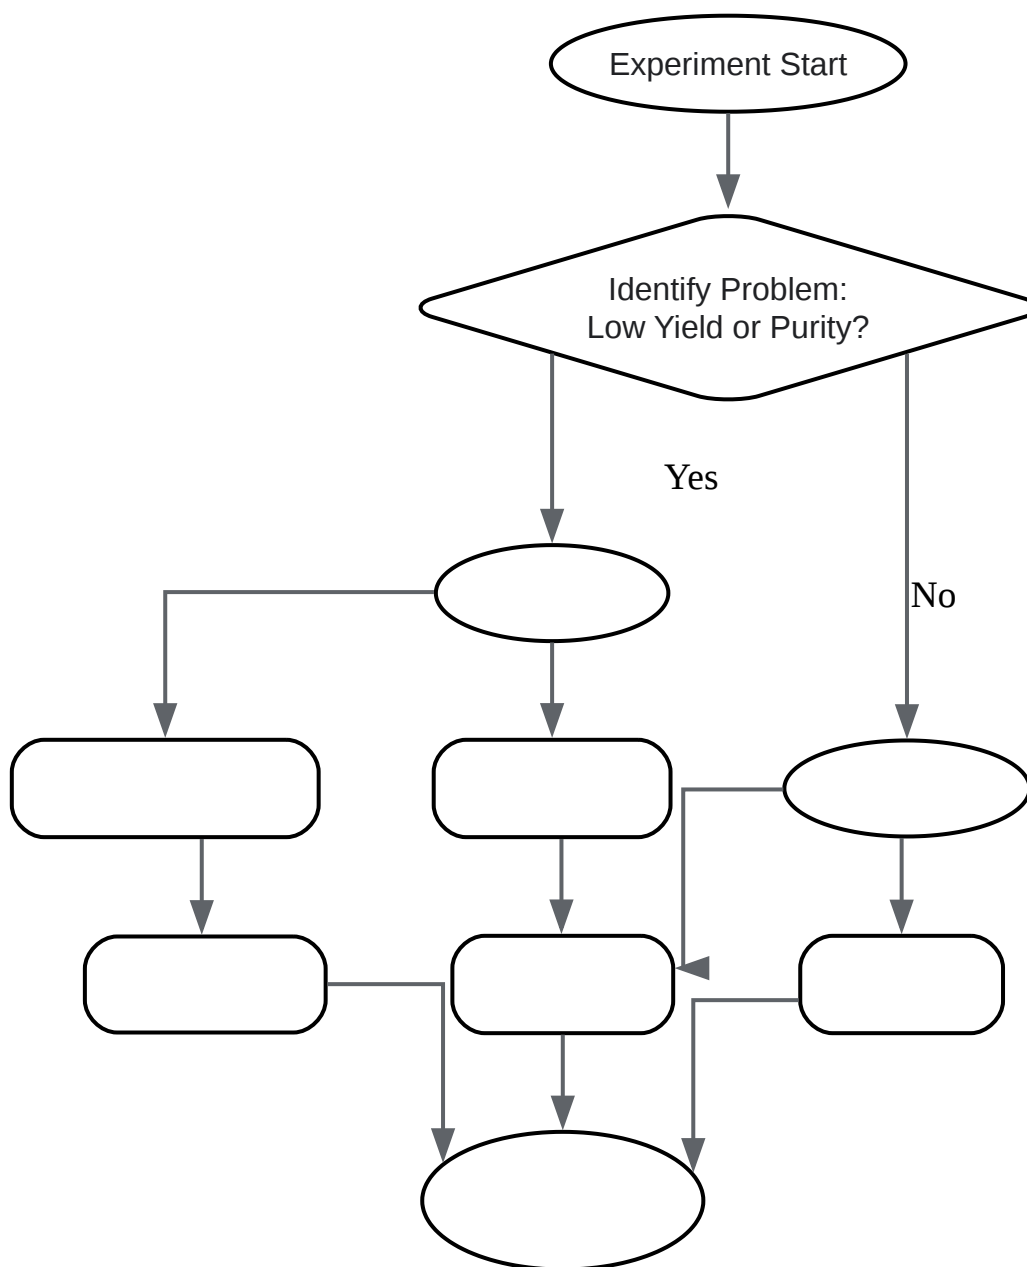 Experiment Start
Identify Problem:
Low Yield or Purity?
Yes
No